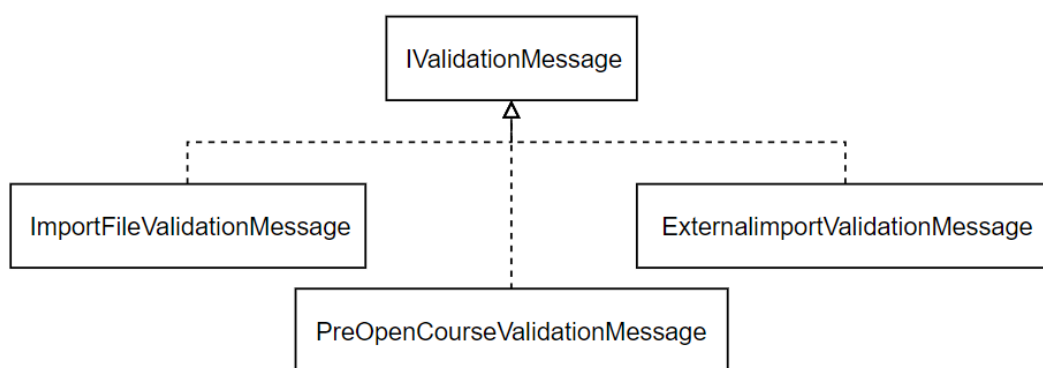 IValidationMessage
ImportFileValidationMessage
ExternalimportValidationMessage
PreOpenCourseValidationMessage